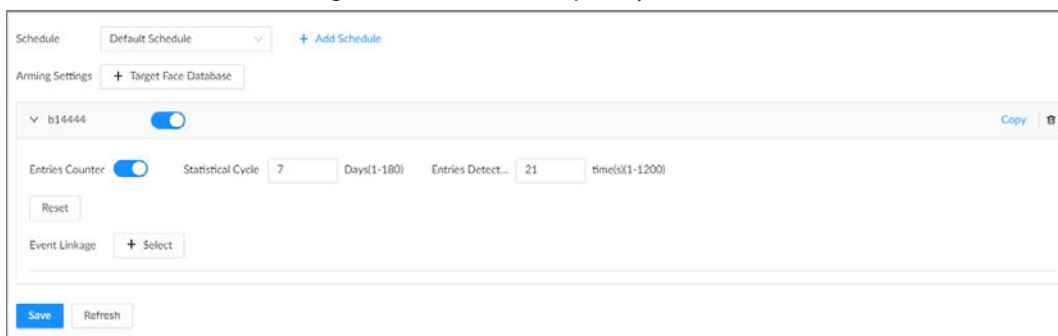 Schedule Default Schedule + Add Schedule
Arming Settings + Target Face Database
b14444 Copy
Entries Counter Statistical Cycle 7 Days(1-180) Entries Detect... 21 time(s)(1-1200)
Reset
Event Linkage + Select
Save Refresh